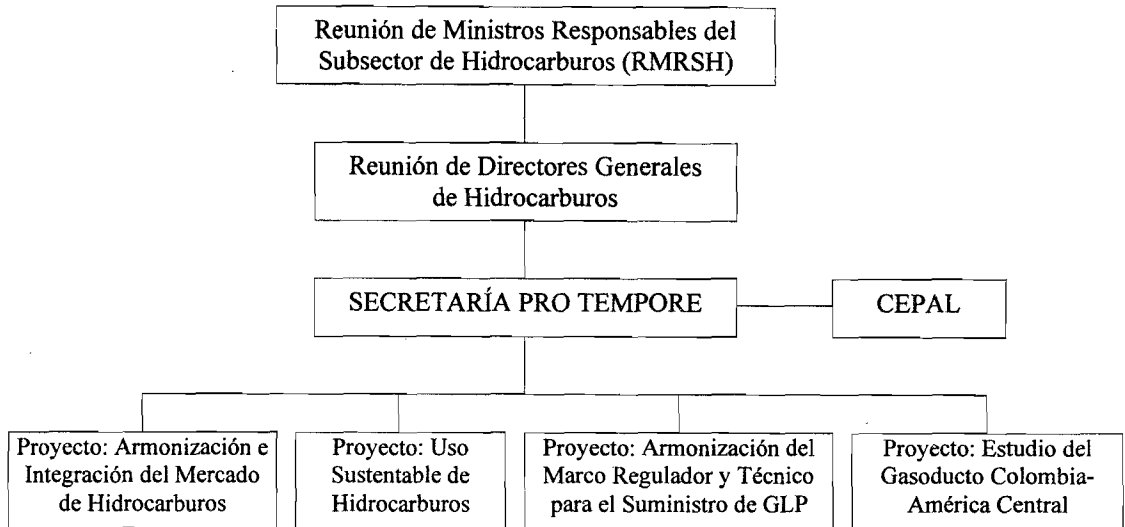 Reunión de Ministros Responsables del
Subsector de Hidrocarburos (RMRSH)
Reunión de Directores Generales
de Hidrocarburos
SECRETARÍA PRO TEMPORE
CEPAL
Proyecto: Armonización e
Integración del Mercado
de Hidrocarburos
Proyecto: Uso
Sustentable de
Hidrocarburos
Proyecto: Armonización del
Marco Regulador y Técnico
para el Suministro de GLP
Proyecto: Estudio del
Gasoducto Colombia-
América Central